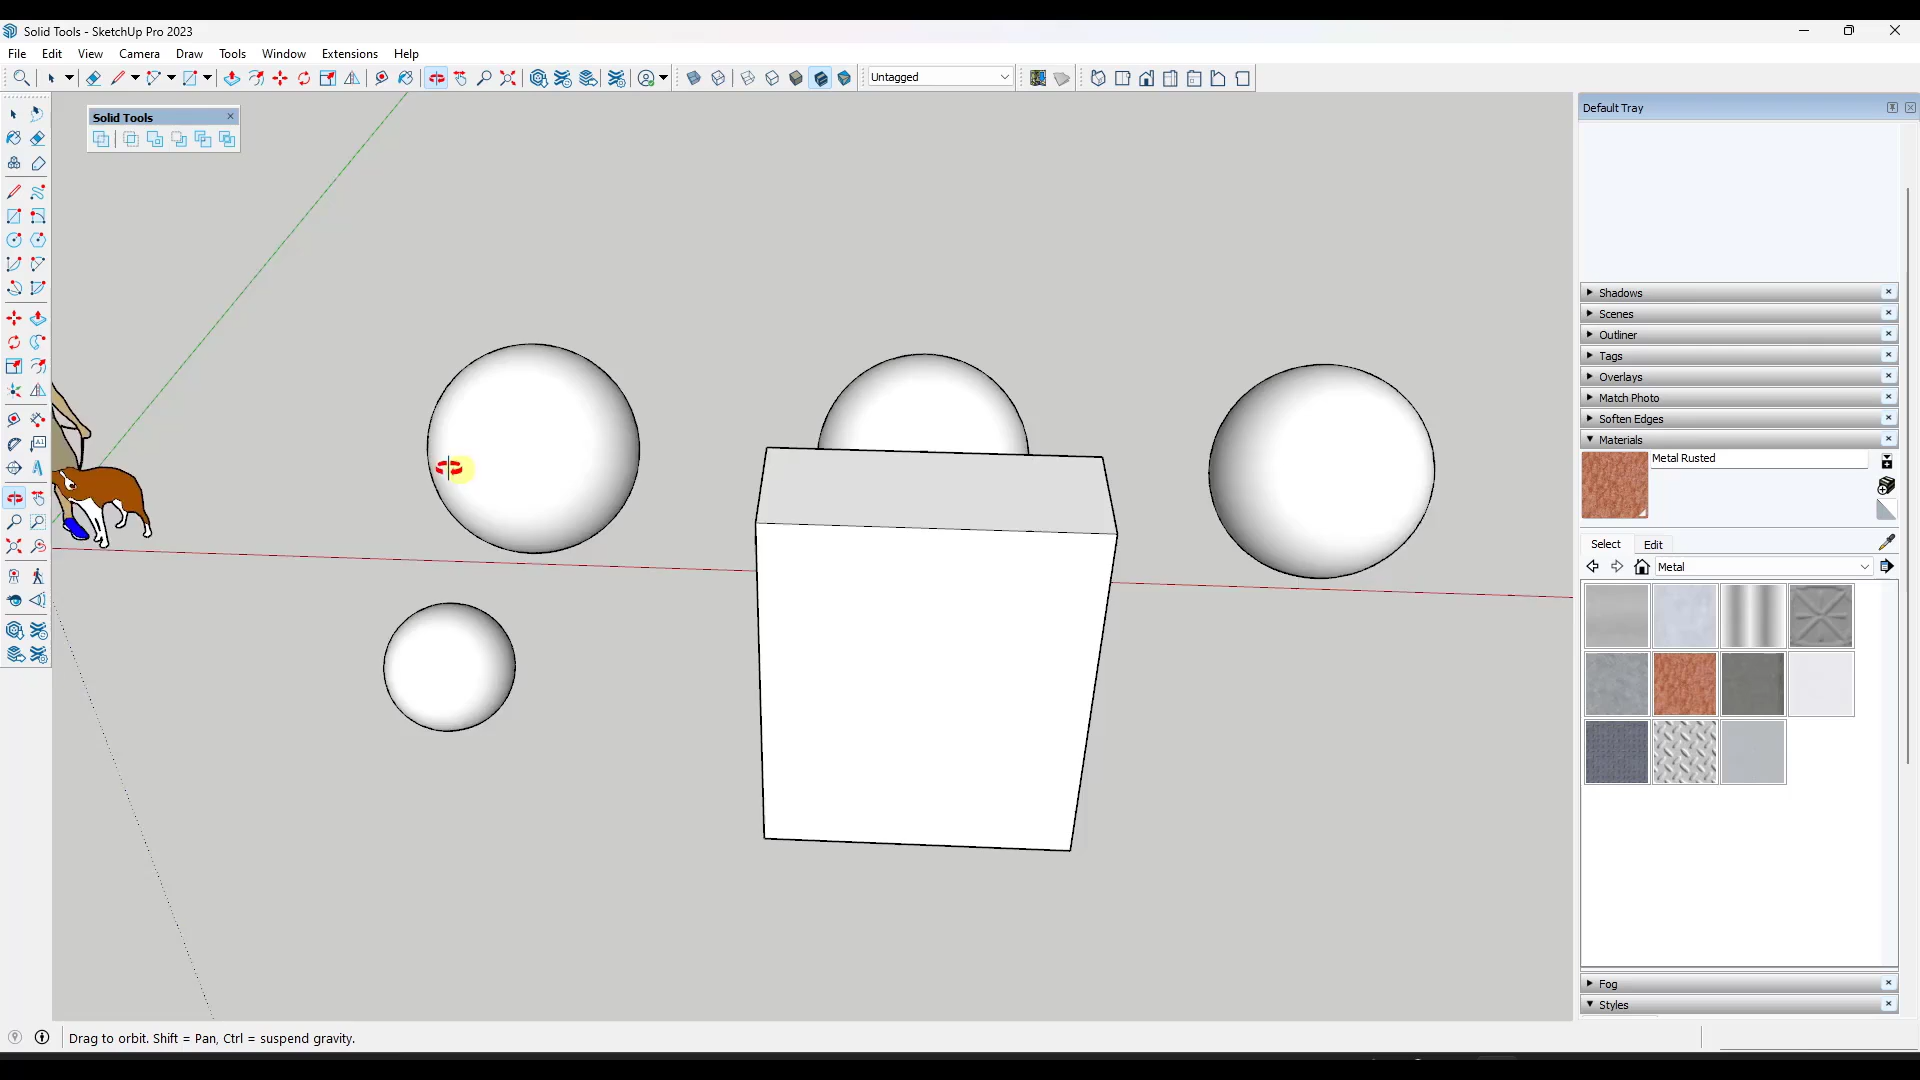 Solid Tools - SketchUp Pro 2023
File Edit View Camera Draw Tools Window Extensions Help
Untagged
Solid Tools
Default Tray
Shadows
Scenes
Outliner
Tags
Overlays
Match Photo
Soften Edges
Materials
Metal Rusted
Select Edit
Metal
Fog
Styles
Drag to orbit. Shift = Pan, Ctrl = suspend gravity.